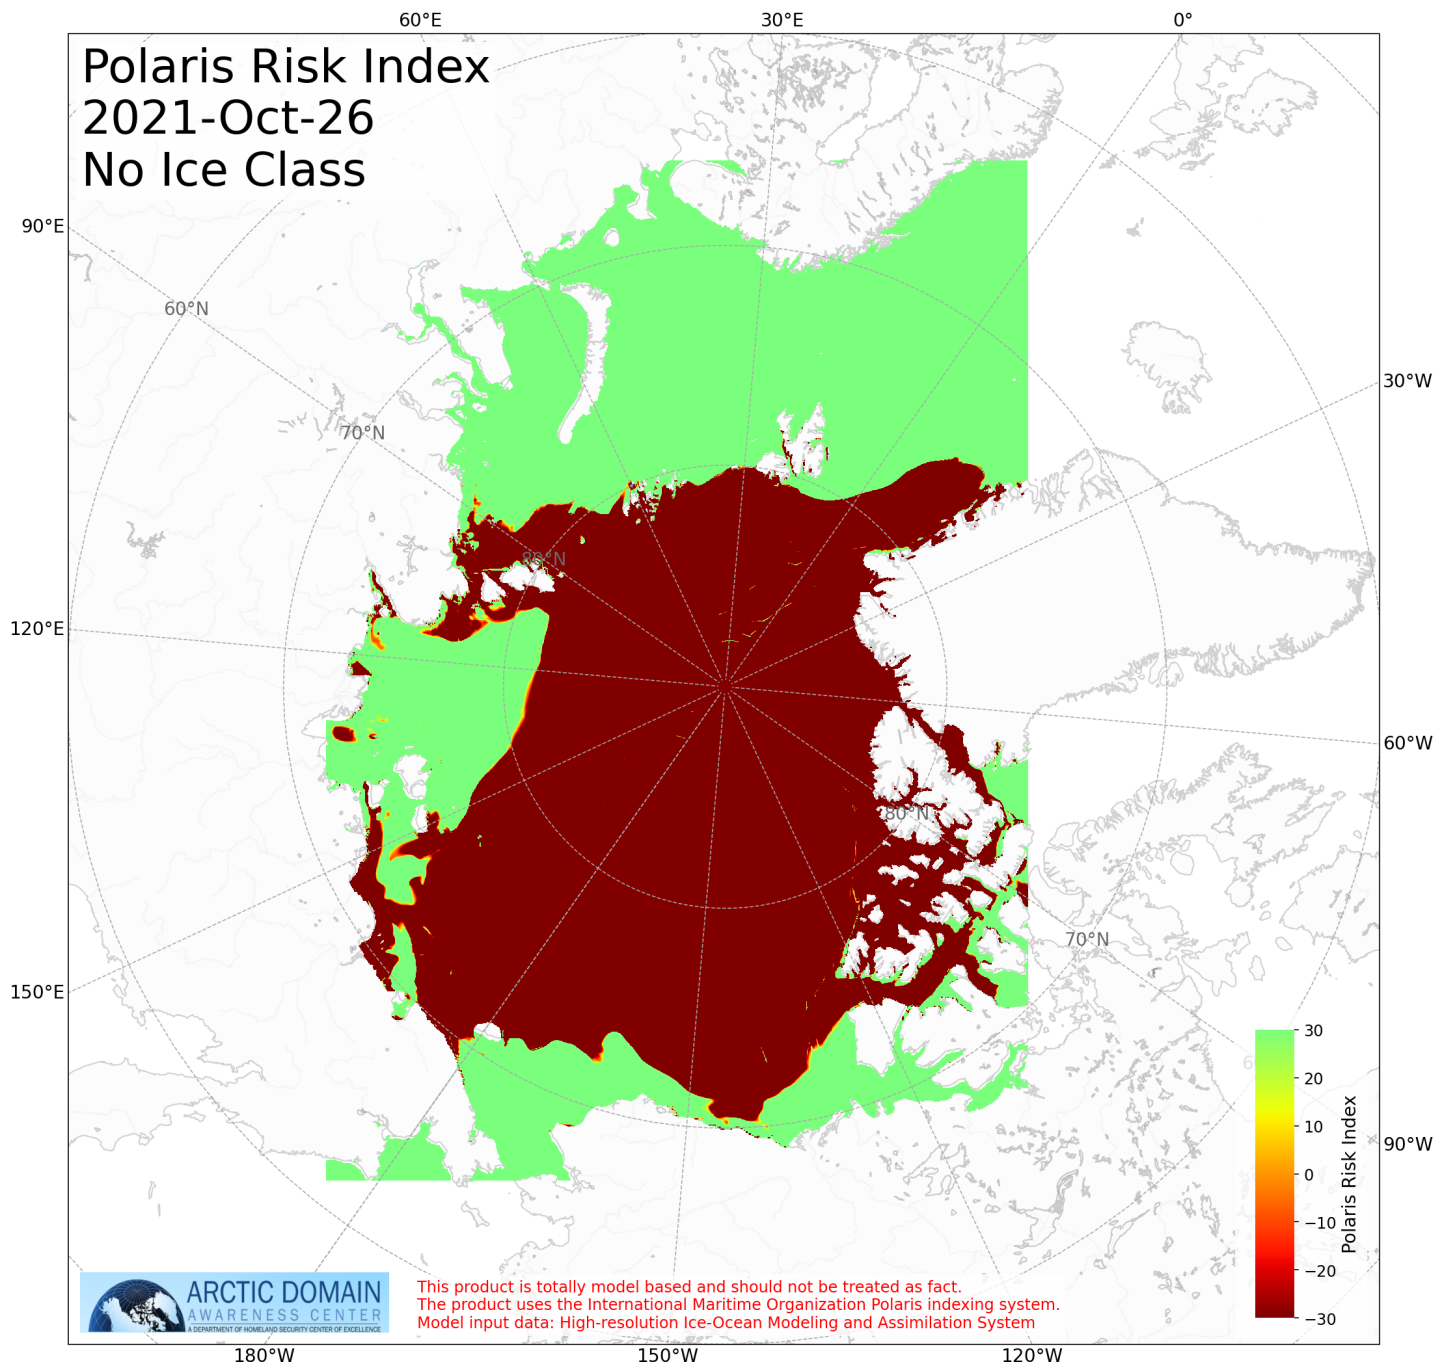 60°E 30°E 0°
Polaris Risk Index
2021-Oct-26
No Ice Class
90°E
60°N
30°W
70°N
80°N
120°E
60°W
80°N
70°N
150°E
30
20
10
0
−10
−20
−30
Polaris Risk Index
90°W
ARCTIC DOMAIN
AWARENESS CENTER
A DEPARTMENT OF HOMELAND SECURITY CENTER OF EXCELLENCE
This product is totally model based and should not be treated as fact.
The product uses the International Maritime Organization Polaris indexing system.
Model input data: High-resolution Ice-Ocean Modeling and Assimilation System
180°W 150°W 120°W